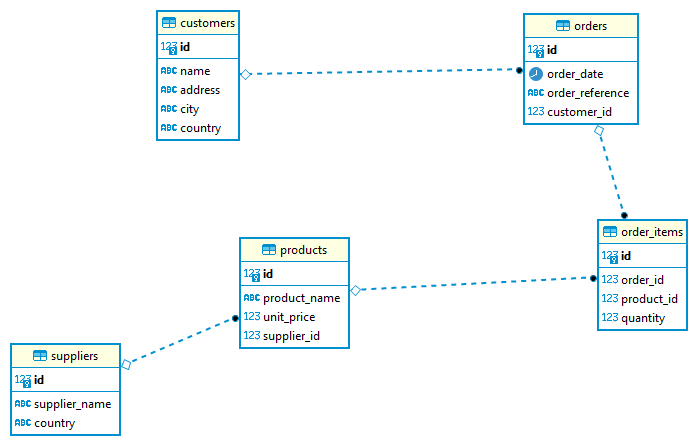 customers
123 id
ABC name
ABC address
ABC city
ABC country
orders
123 id
order_date
ABC order_reference
123 customer_id
order_items
123 id
123 order_id
123 product_id
123 quantity
products
123 id
ABC product_name
123 unit_price
123 supplier_id
suppliers
123 id
ABC supplier_name
ABC country